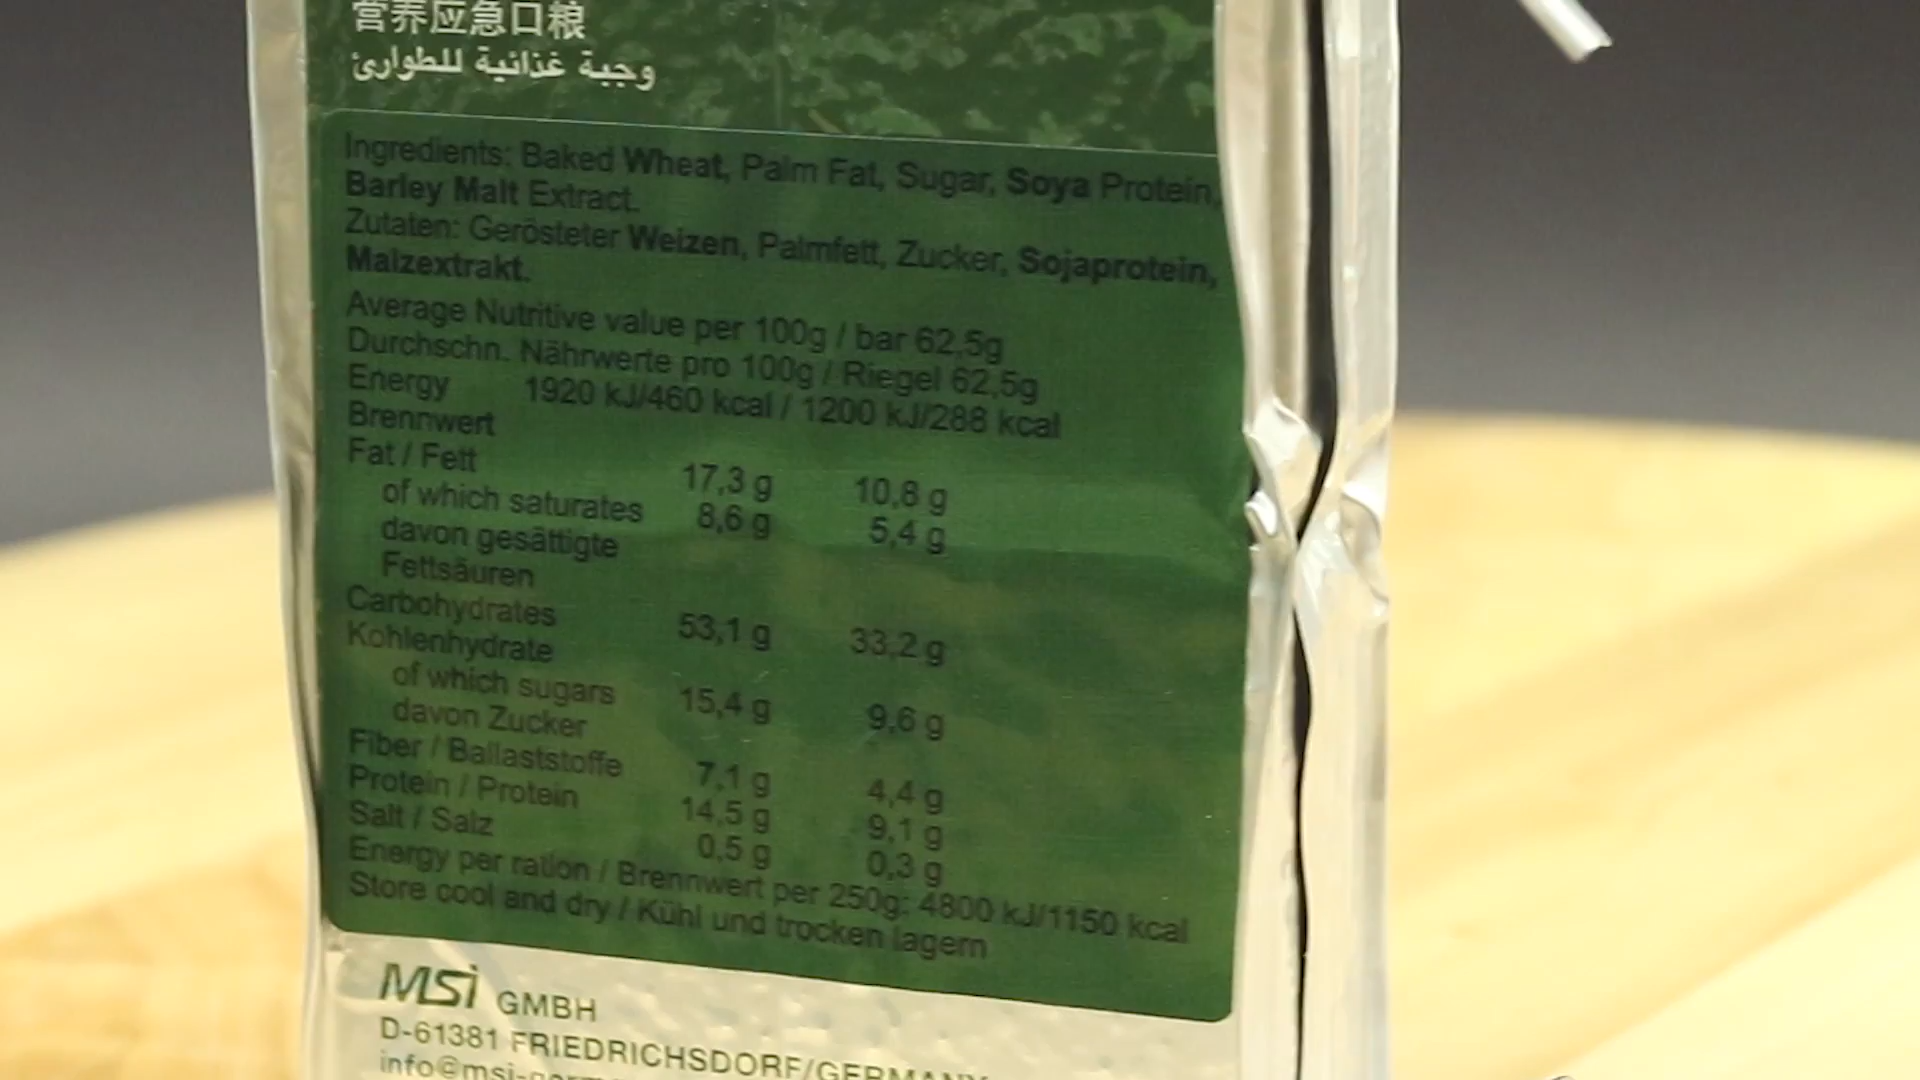 营养应急口粮
وجبة غذائية للطوارئ
Ingredients: Baked Wheat, Palm Fat, Sugar, Soya Protein,
Barley Malt Extract.
Zutaten: Gerösteter Weizen, Palmfett, Zucker, Sojaprotein,
Malzextrakt.
Average Nutritive value per 100g / bar 62,5g
Durchschn. Nährwerte pro 100g / Riegel 62,5g
Energy 1920 kJ/460 kcal / 1200 kJ/288 kcal
Brennwert
Fat / Fett 17,3 g 10,8 g
of which saturates 8,6 g 5,4 g
davon gesättigte
Fettsäuren
Carbohydrates 53,1 g 33,2 g
Kohlenhydrate
of which sugars 15,4 g 9,6 g
davon Zucker
Fiber / Ballaststoffe 7,1 g 4,4 g
Protein / Protein 14,5 g 9,1 g
Salt / Salz 0,5 g 0,3 g
Energy per ration / Brennwert per 250g: 4800 kJ/1150 kcal
Store cool and dry / Kühl und trocken lagern
MSi GMBH
D-61381 FRIEDRICHSDORF/GERMANY